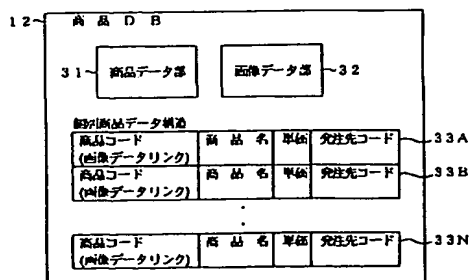 12 商品DB
31 商品データ部 画像データ部 32
個別商品データ構造
商品コード (画像データリンク) 商品名 単価 発注先コード 33A
商品コード (画像データリンク) 商品名 単価 発注先コード 33B
・
・
商品コード (画像データリンク) 商品名 単価 発注先コード 33N